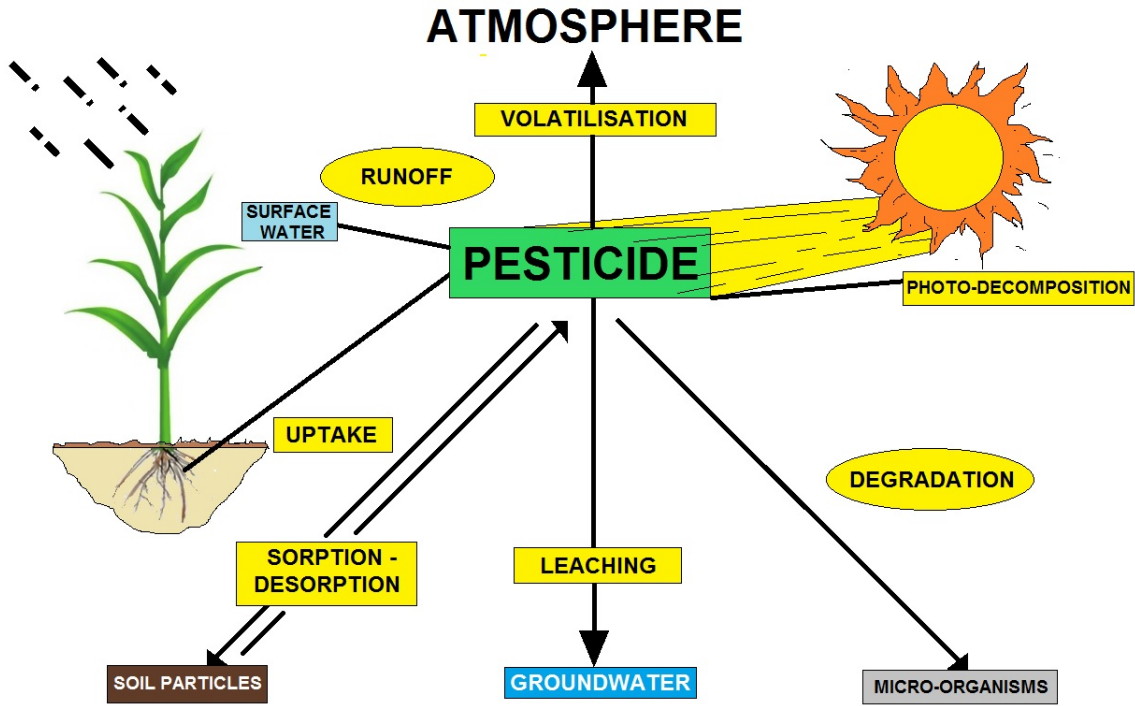 ATMOSPHERE
VOLATILISATION
RUNOFF
SURFACE
WATER
PESTICIDE
PHOTO-DECOMPOSITION
UPTAKE
DEGRADATION
SORPTION -
DESORPTION
LEACHING
SOIL PARTICLES
GROUNDWATER
MICRO-ORGANISMS